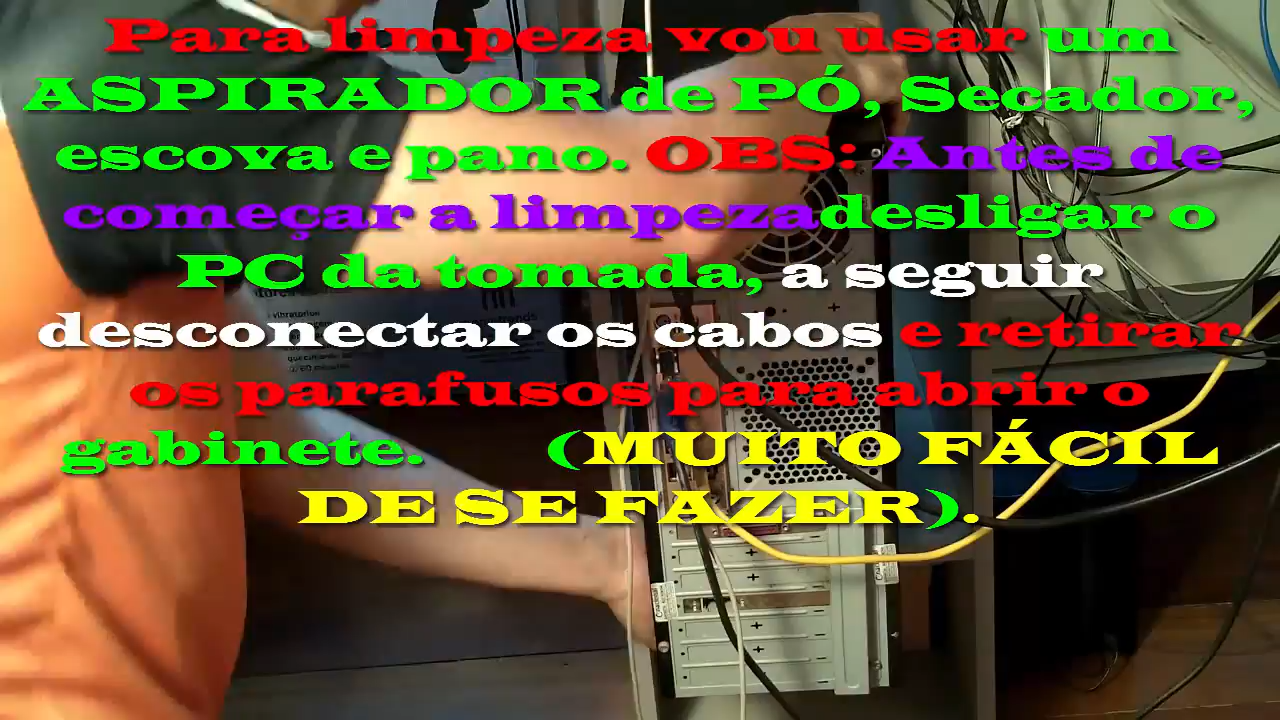 Para limpeza vou usar um
ASPIRADOR de PÓ, Secador,
escova e pano. OBS: Antes de
começar a limpezadesligar o
PC da tomada, a seguir
desconectar os cabos e retirar
os parafusos para abrir o
gabinete. (MUITO FÁCIL
DE SE FAZER).